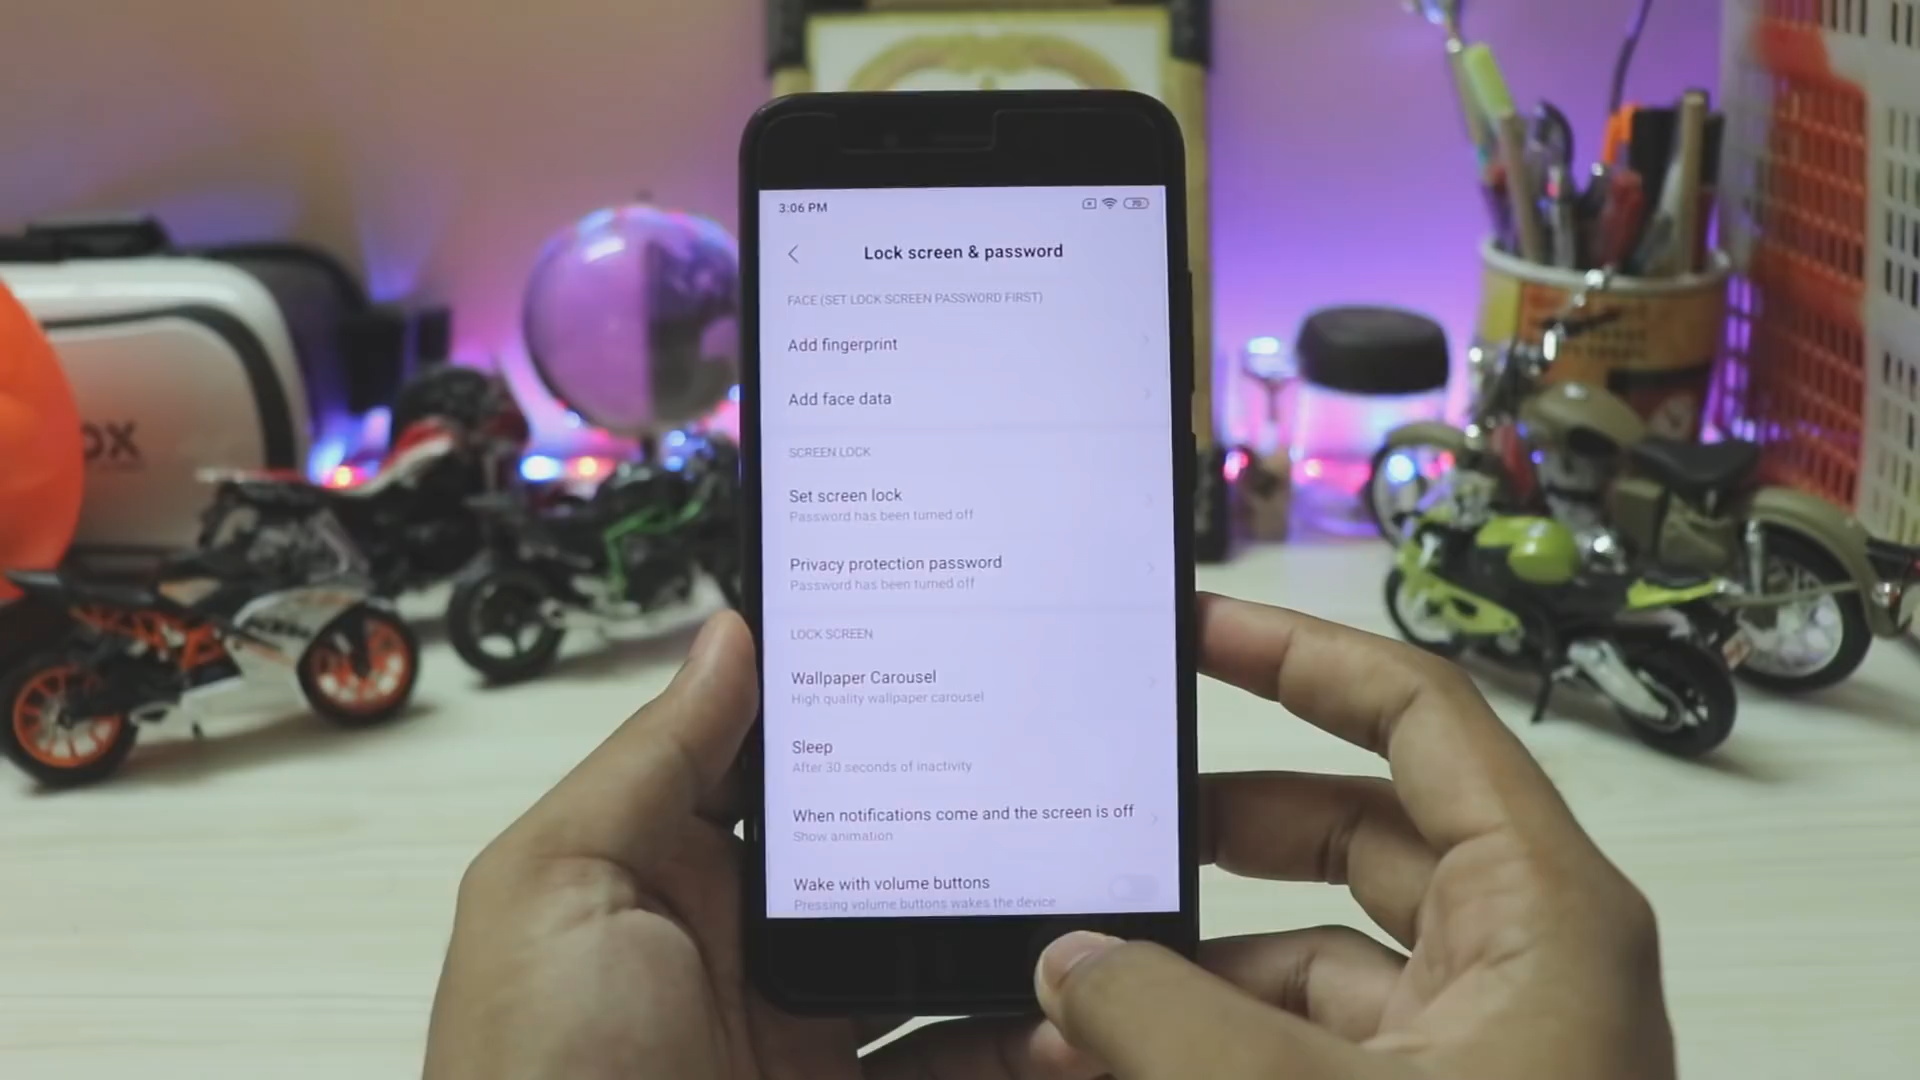 3:06 PM
70
Lock screen & password
FACE (SET LOCK SCREEN PASSWORD FIRST)
Add fingerprint
Add face data
SCREEN LOCK
Set screen lock
Password has been turned off
Privacy protection password
Password has been turned off
LOCK SCREEN
Wallpaper Carousel
High quality wallpaper carousel
Sleep
After 30 seconds of inactivity
When notifications come and the screen is off
Show animation
Wake with volume buttons
Pressing volume buttons wakes the device
OX
KTM